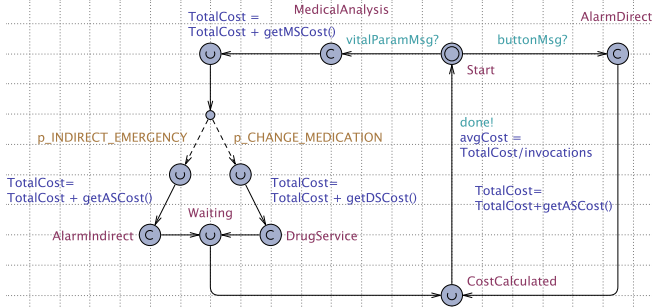 MedicalAnalysis
TotalCost =
TotalCost + getMSCost()
AlarmDirect
vitalParamMsg?
buttonMsg?
C
C
Start
done!
avgCost =
TotalCost/invocations
p_INDIRECT_EMERGENCY
p_CHANGE_MEDICATION
TotalCost=
TotalCost + getASCost()
TotalCost=
TotalCost + getDSCost()
TotalCost=
TotalCost+getASCost()
Waiting
AlarmIndirect
C
C
DrugService
CostCalculated